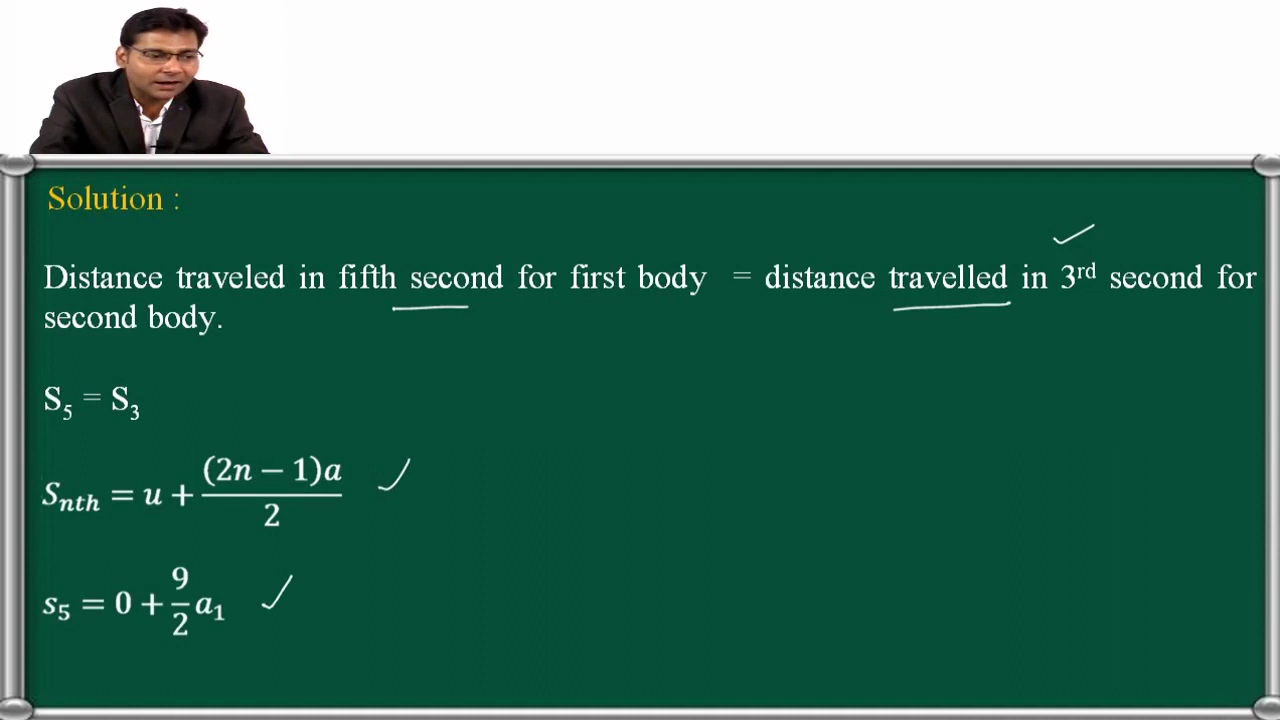 Solution :
Distance traveled in fifth second for first body = distance travelled in 3rd second for
second body.
S₅ = S₃
Sₙₜₕ = u + (2n − 1)a / 2
s₅ = 0 + 9/2 a₁